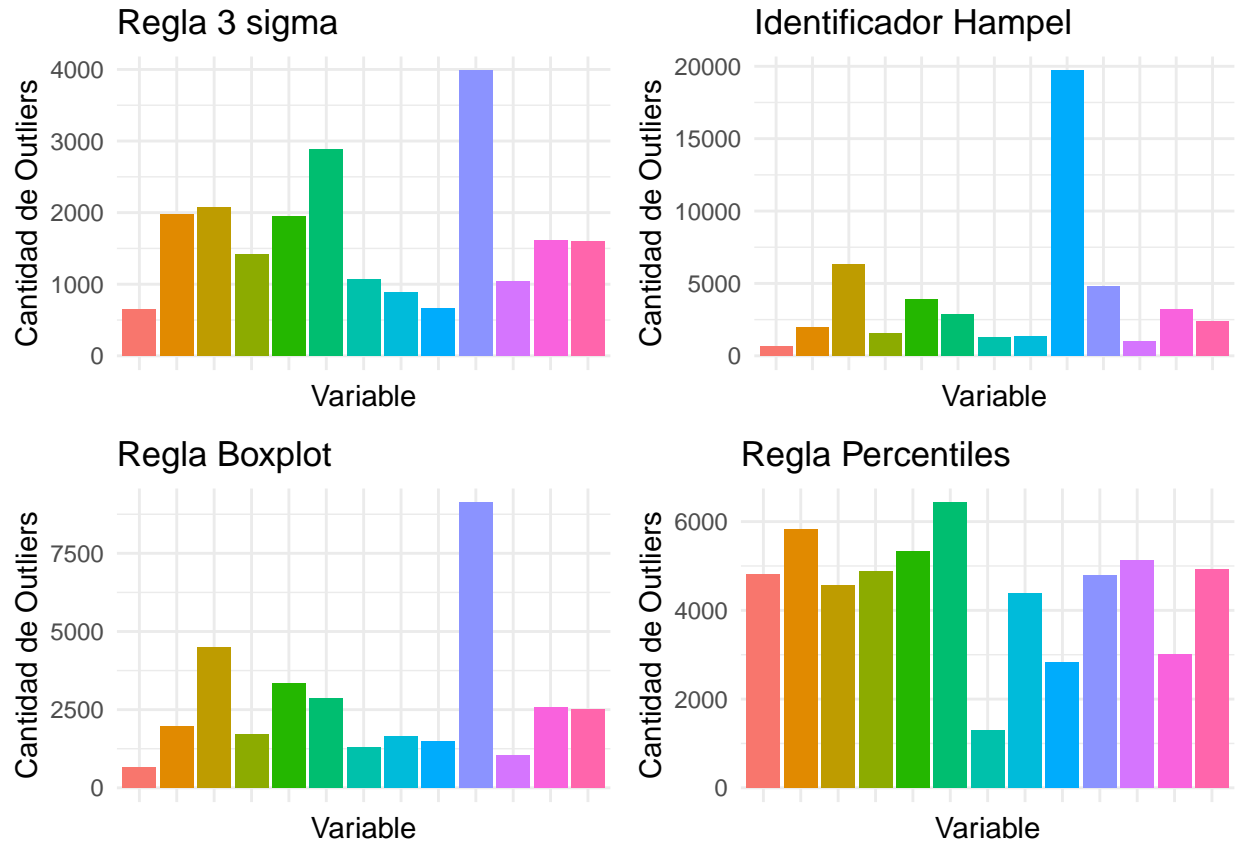 Regla 3 sigma
Cantidad de Outliers
4000
3000
2000
1000
0
Variable
Identificador Hampel
Cantidad de Outliers
20000
15000
10000
5000
0
Variable
Regla Boxplot
Cantidad de Outliers
7500
5000
2500
0
Variable
Regla Percentiles
Cantidad de Outliers
6000
4000
2000
0
Variable